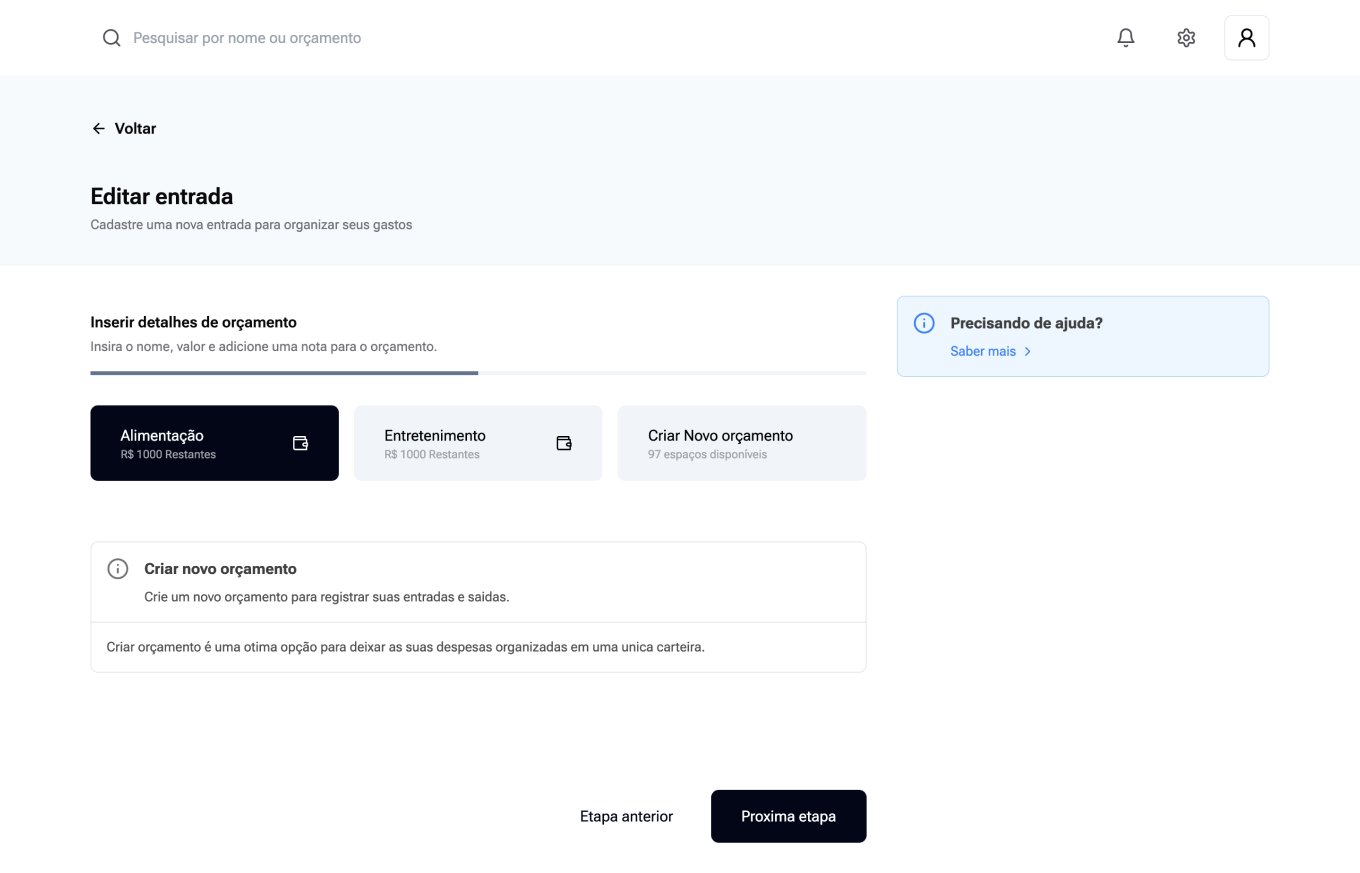 Pesquisar por nome ou orçamento
Voltar
Editar entrada
Cadastre uma nova entrada para organizar seus gastos
Inserir detalhes de orçamento
Insira o nome, valor e adicione uma nota para o orçamento.
Precisando de ajuda?
Saber mais
Alimentação
R$ 1000 Restantes
Entretenimento
R$ 1000 Restantes
Criar Novo orçamento
97 espaços disponíveis
Criar novo orçamento
Crie um novo orçamento para registrar suas entradas e saidas.
Criar orçamento é uma otima opção para deixar as suas despesas organizadas em uma unica carteira.
Etapa anterior
Proxima etapa